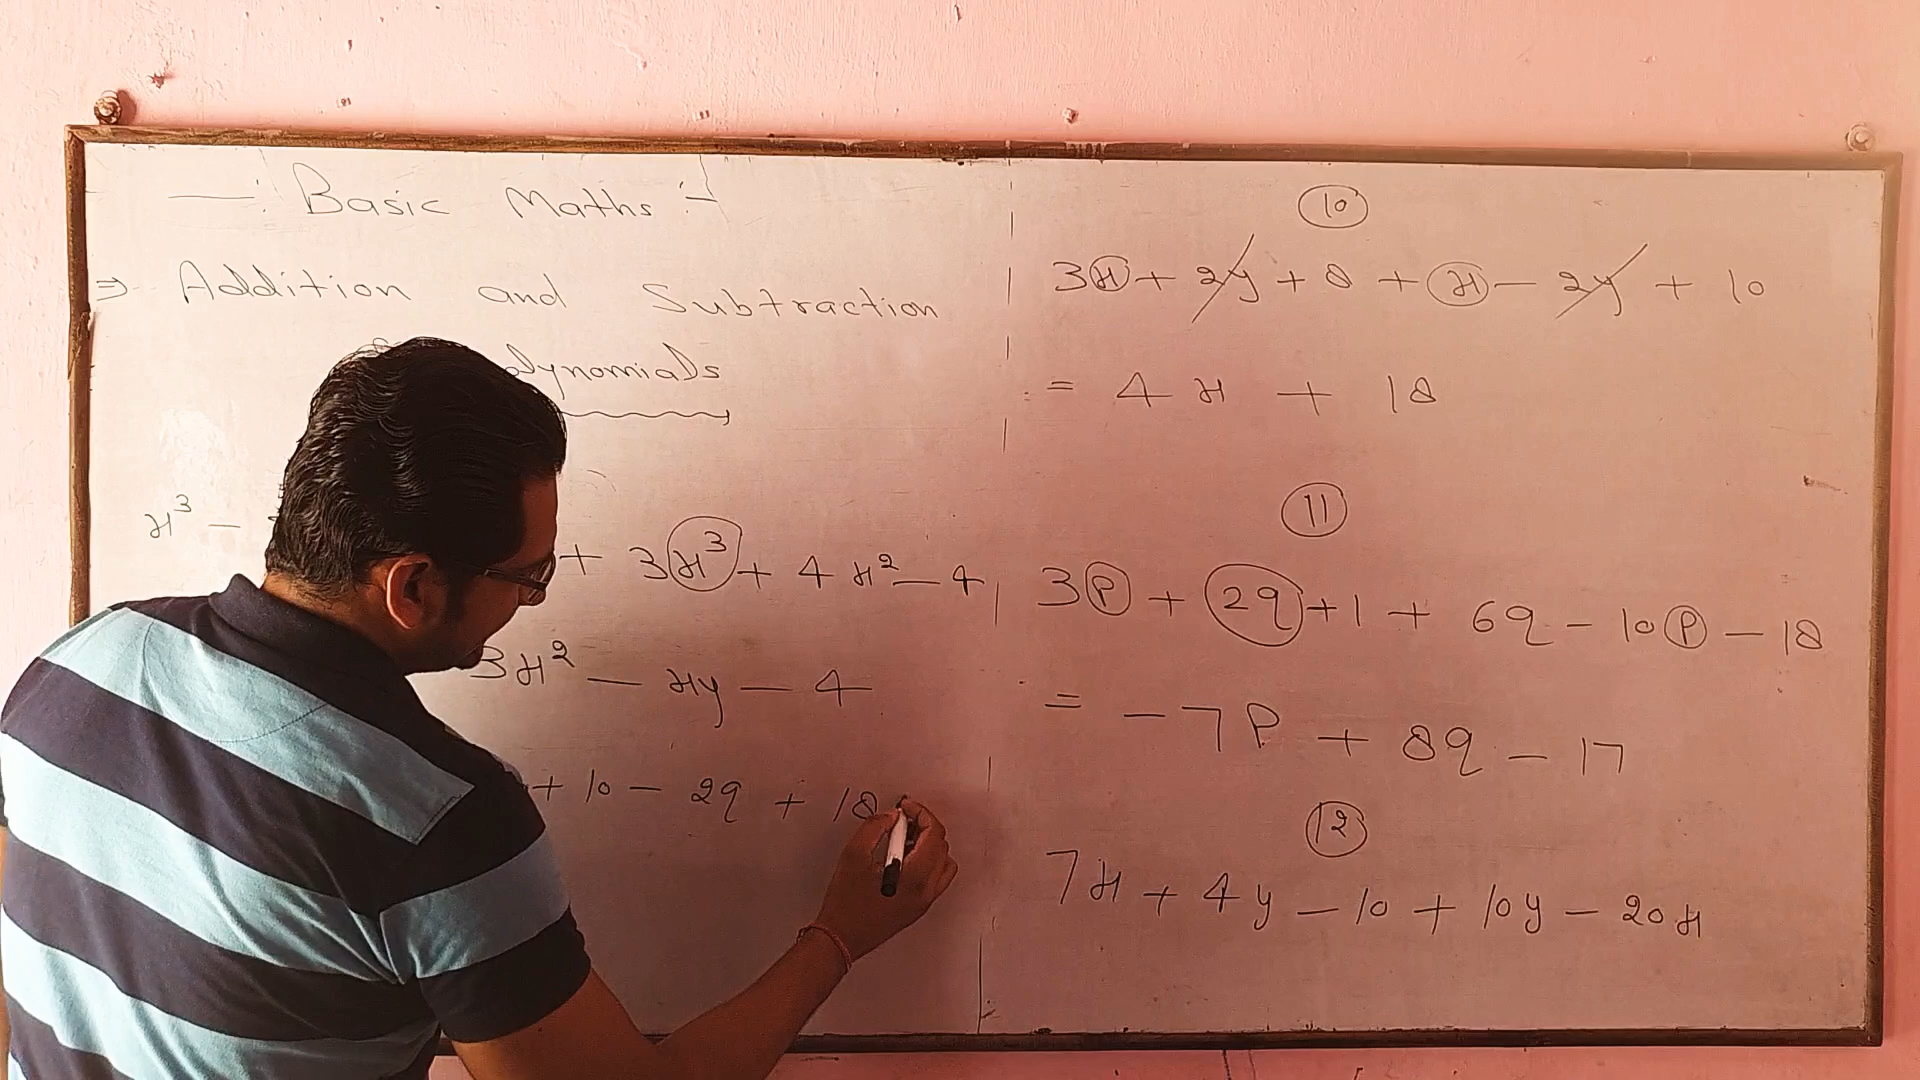 —: Basic Maths :-
⇒ Addition and Subtraction
x³ - + 3x³ + 4x² - 4
3x² - xy - 4
+ 10 - 2q + 18
10
3x + 2y + 8 + x - 2y + 10
= 4x + 18
11
3p + 2q + 1 + 6q - 10p - 18
= -7p + 8q - 17
12
7x + 4y - 10 + 10y - 20x